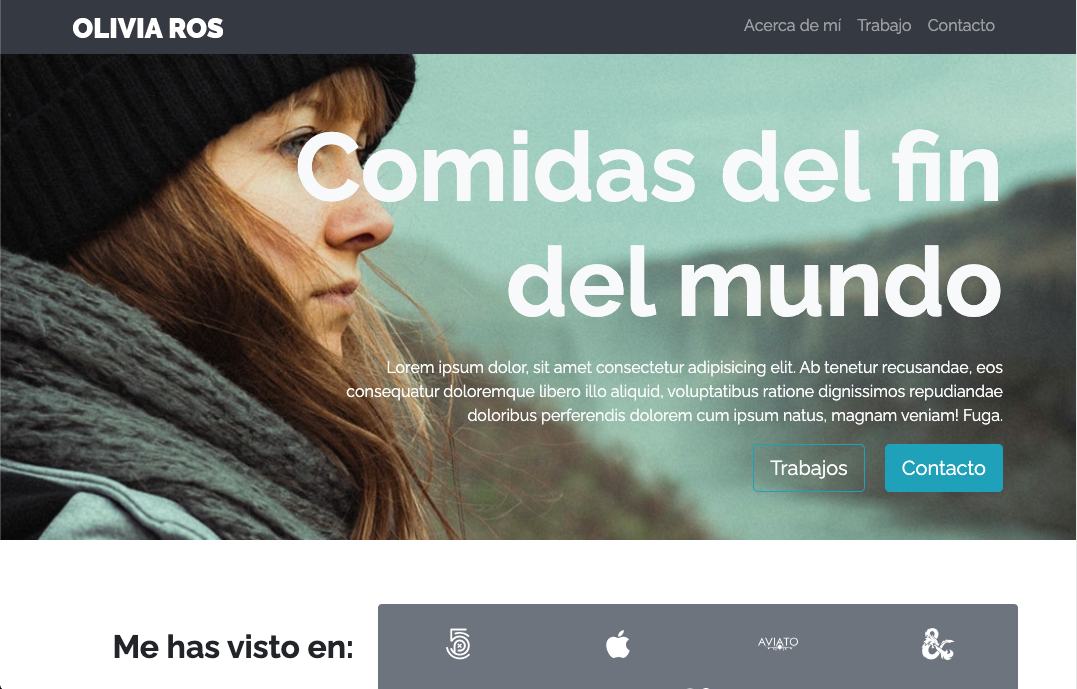 OLIVIA ROS
Acerca de mí Trabajo Contacto
Comidas del fin
del mundo
Lorem ipsum dolor, sit amet consectetur adipisicing elit. Ab tenetur recusandae, eos
consequatur doloremque libero illo aliquid, voluptatibus ratione dignissimos repudiandae
doloribus perferendis dolorem cum ipsum natus, magnam veniam! Fuga.
Trabajos Contacto
Me has visto en:
5 AVIATO &